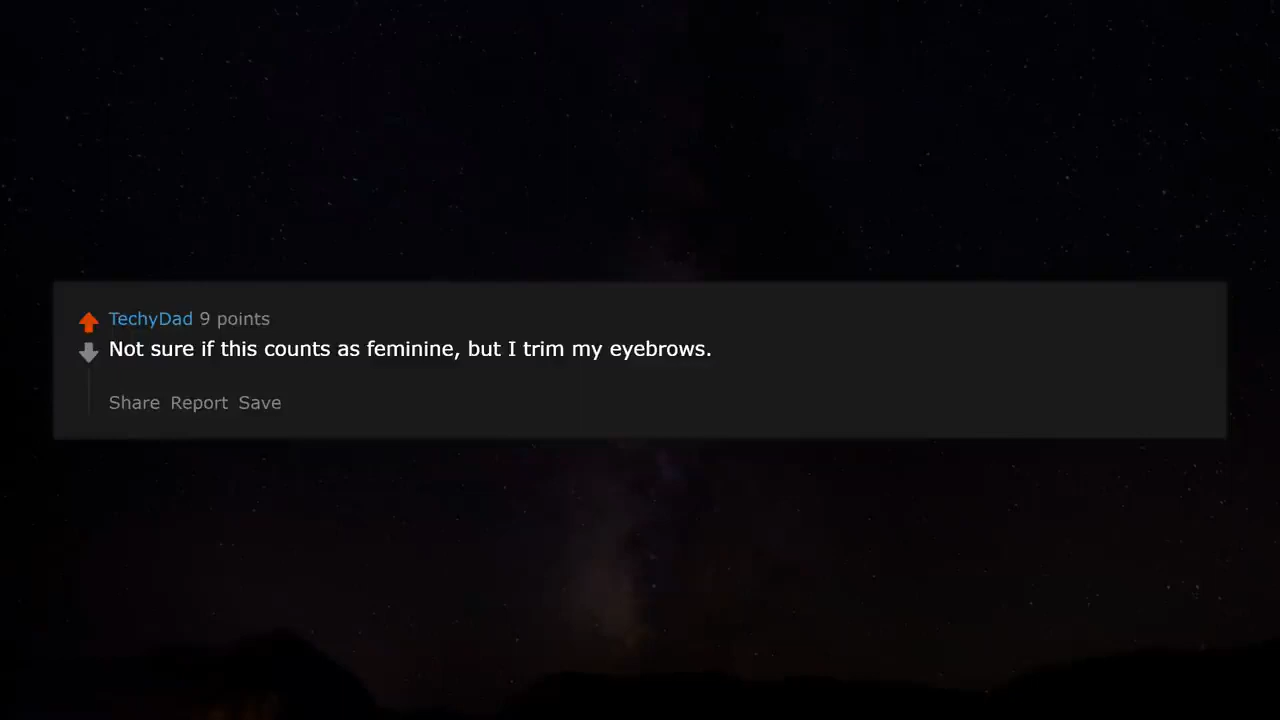 TechyDad 9 points
Not sure if this counts as feminine, but I trim my eyebrows.
Share Report Save